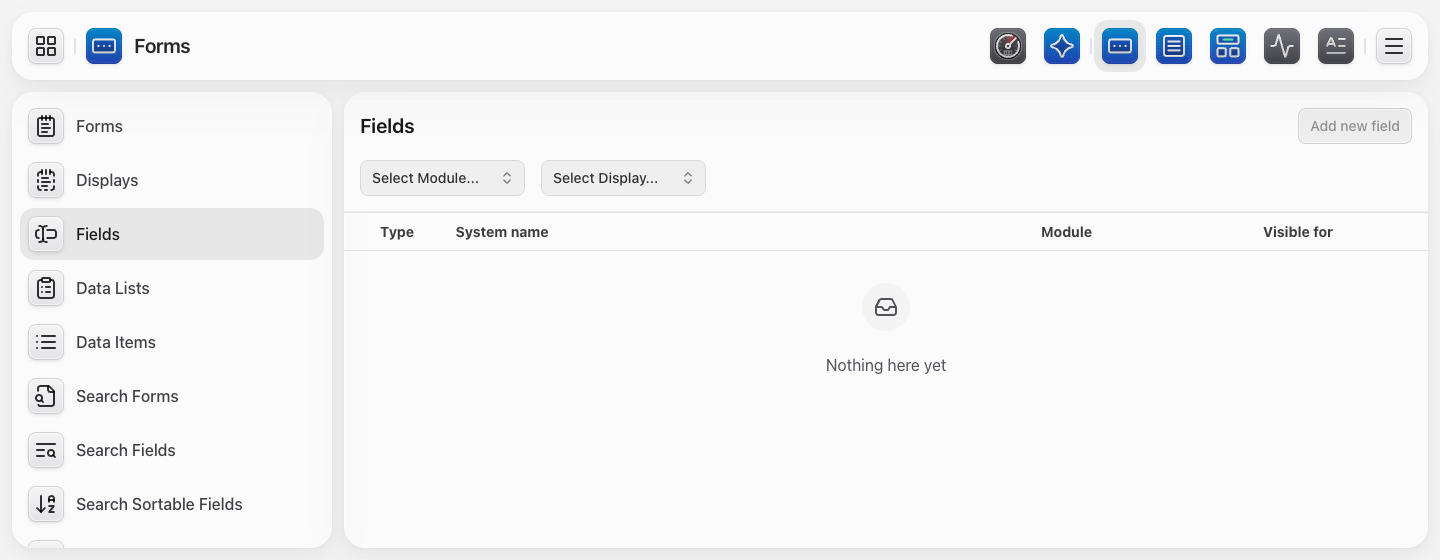 Forms
Forms
Displays
Fields
Data Lists
Data Items
Search Forms
Search Fields
Search Sortable Fields
Fields
Add new field
Select Module...
Select Display...
Type
System name
Module
Visible for
Nothing here yet